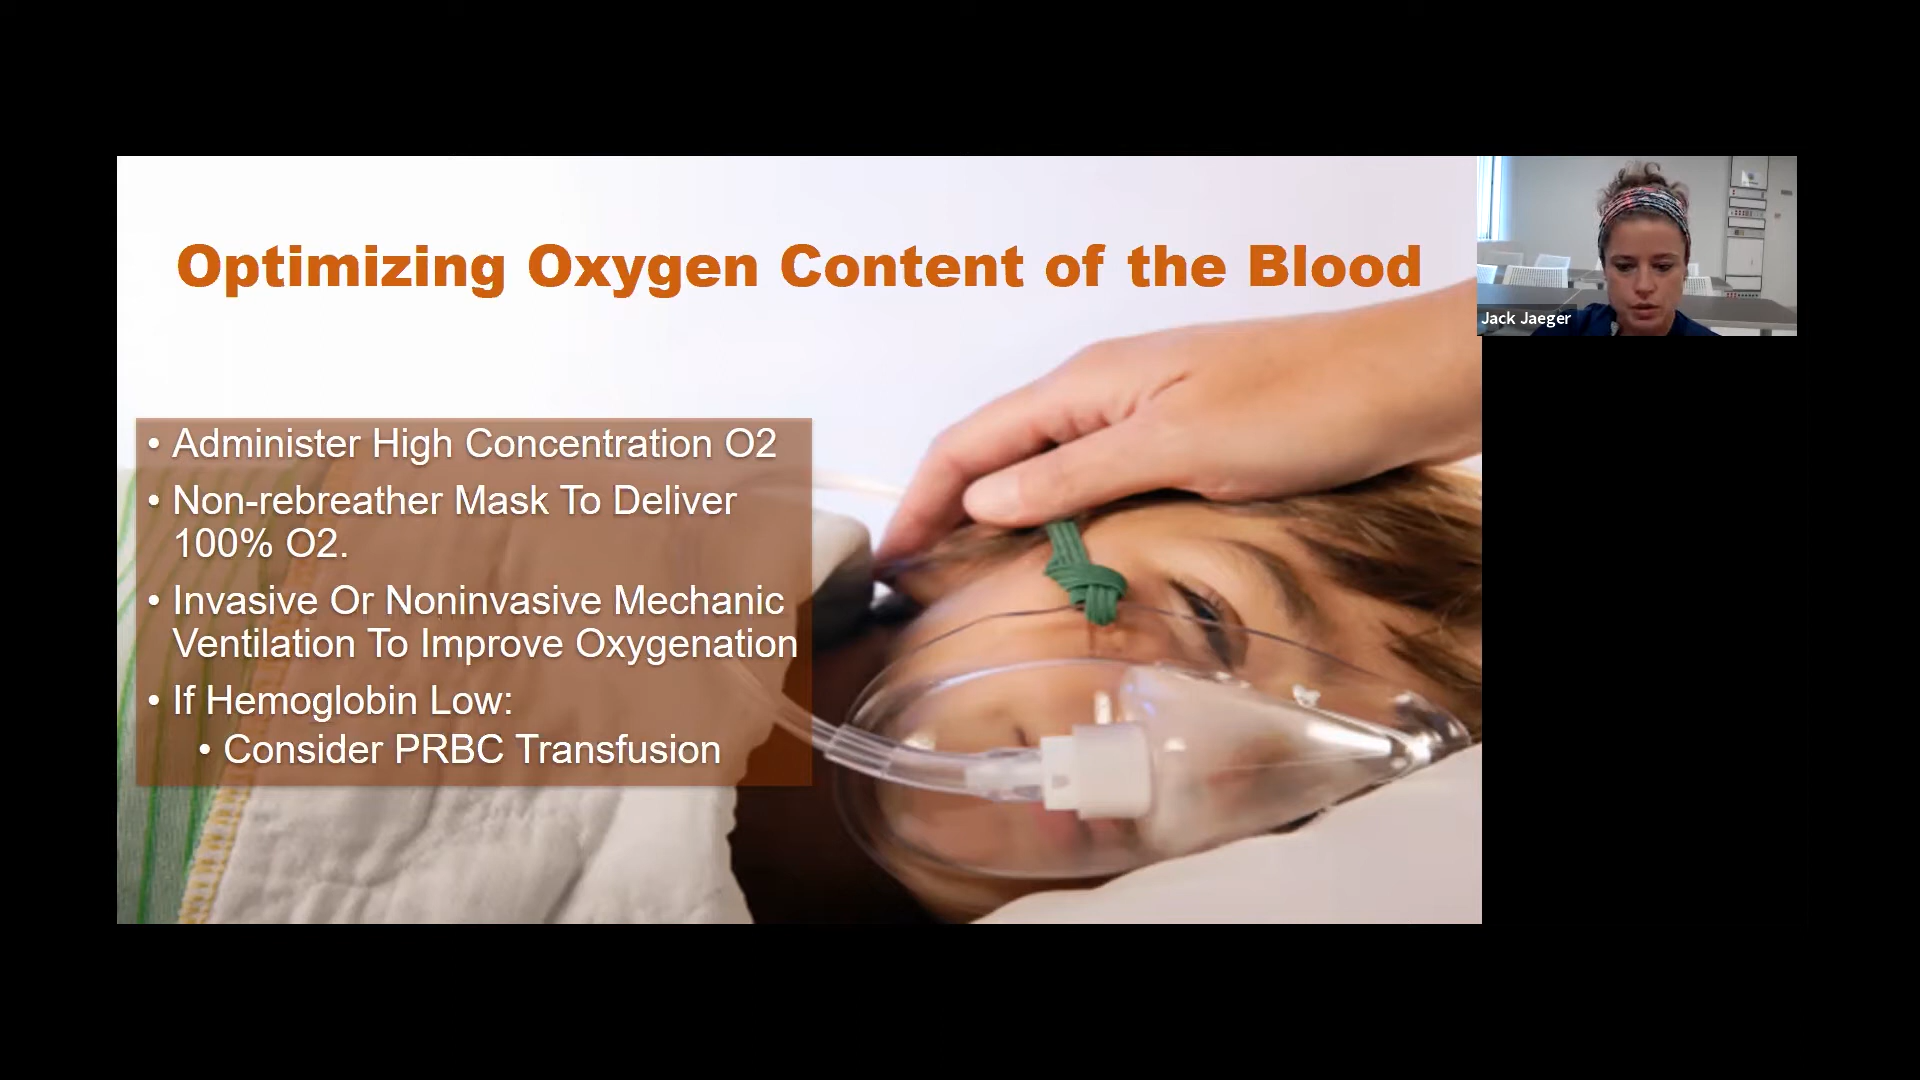 Optimizing Oxygen Content of the Blood
Jack Jaeger
• Administer High Concentration O2
• Non-rebreather Mask To Deliver
100% O2.
• Invasive Or Noninvasive Mechanic
Ventilation To Improve Oxygenation
• If Hemoglobin Low:
• Consider PRBC Transfusion